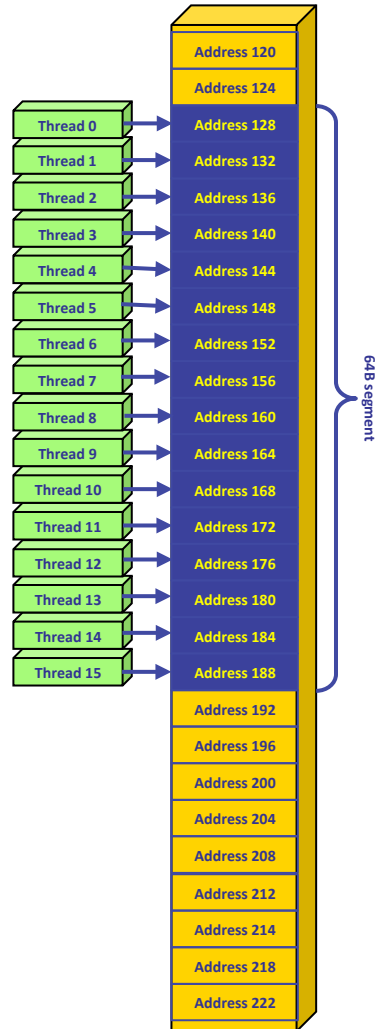 Address 120
Address 124
Thread 0 Address 128
Thread 1 Address 132
Thread 2 Address 136
Thread 3 Address 140
Thread 4 Address 144
Thread 5 Address 148
Thread 6 Address 152
Thread 7 Address 156
Thread 8 Address 160
Thread 9 Address 164
Thread 10 Address 168
Thread 11 Address 172
Thread 12 Address 176
Thread 13 Address 180
Thread 14 Address 184
Thread 15 Address 188
Address 192
Address 196
Address 200
Address 204
Address 208
Address 212
Address 214
Address 218
Address 222
64B segment